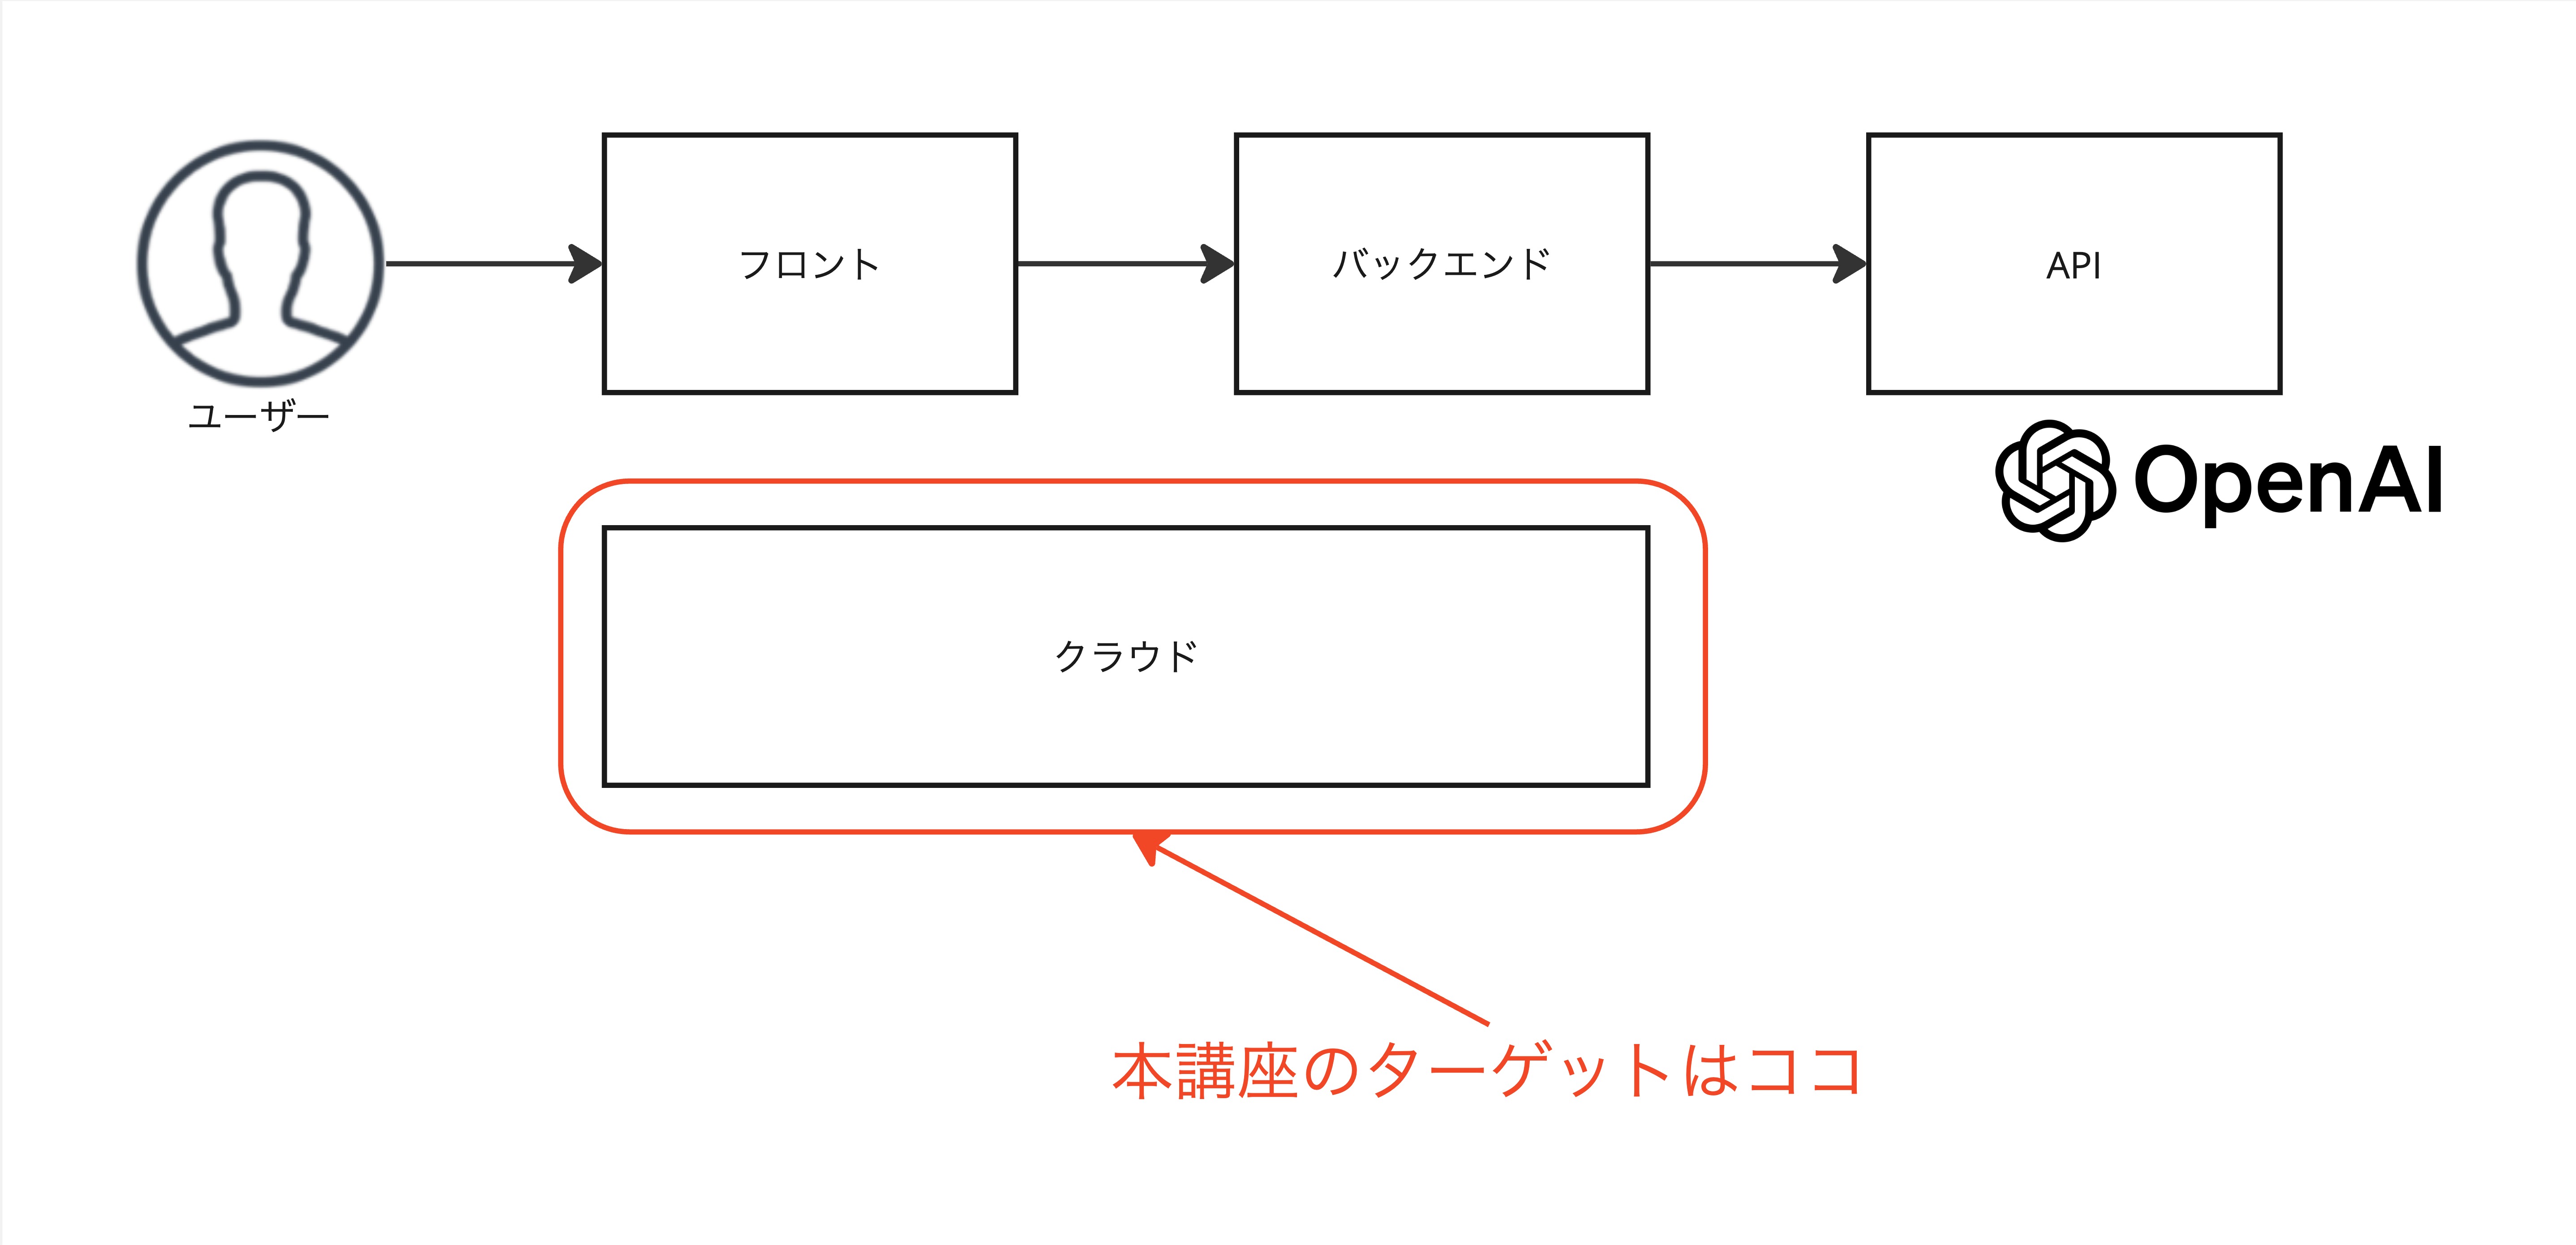 フロント
バックエンド
API
ユーザー
OpenAI
クラウド
本講座のターゲットはココ